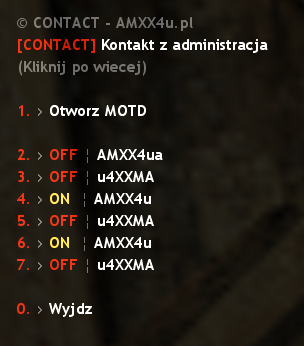 © CONTACT - AMXX4u.pl
[CONTACT] Kontakt z administracja
(Kliknij po wiecej)
1. > Otworz MOTD
2. > OFF ¦ AMXX4ua
3. > OFF ¦ u4XXMA
4. > ON ¦ AMXX4u
5. > OFF ¦ u4XXMA
6. > ON ¦ AMXX4u
7. > OFF ¦ u4XXMA
0. > Wyjdz